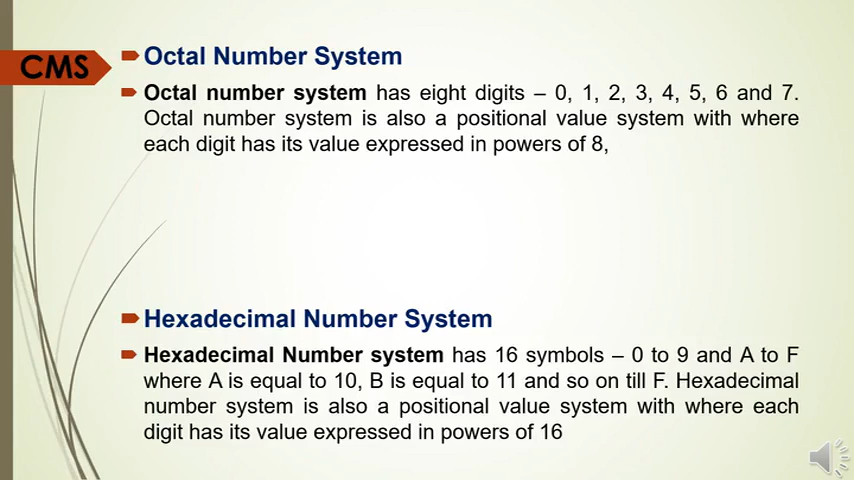 CMS
Octal Number System
Octal number system has eight digits – 0, 1, 2, 3, 4, 5, 6 and 7.
Octal number system is also a positional value system with where
each digit has its value expressed in powers of 8,
Hexadecimal Number System
Hexadecimal Number system has 16 symbols – 0 to 9 and A to F
where A is equal to 10, B is equal to 11 and so on till F. Hexadecimal
number system is also a positional value system with where each
digit has its value expressed in powers of 16